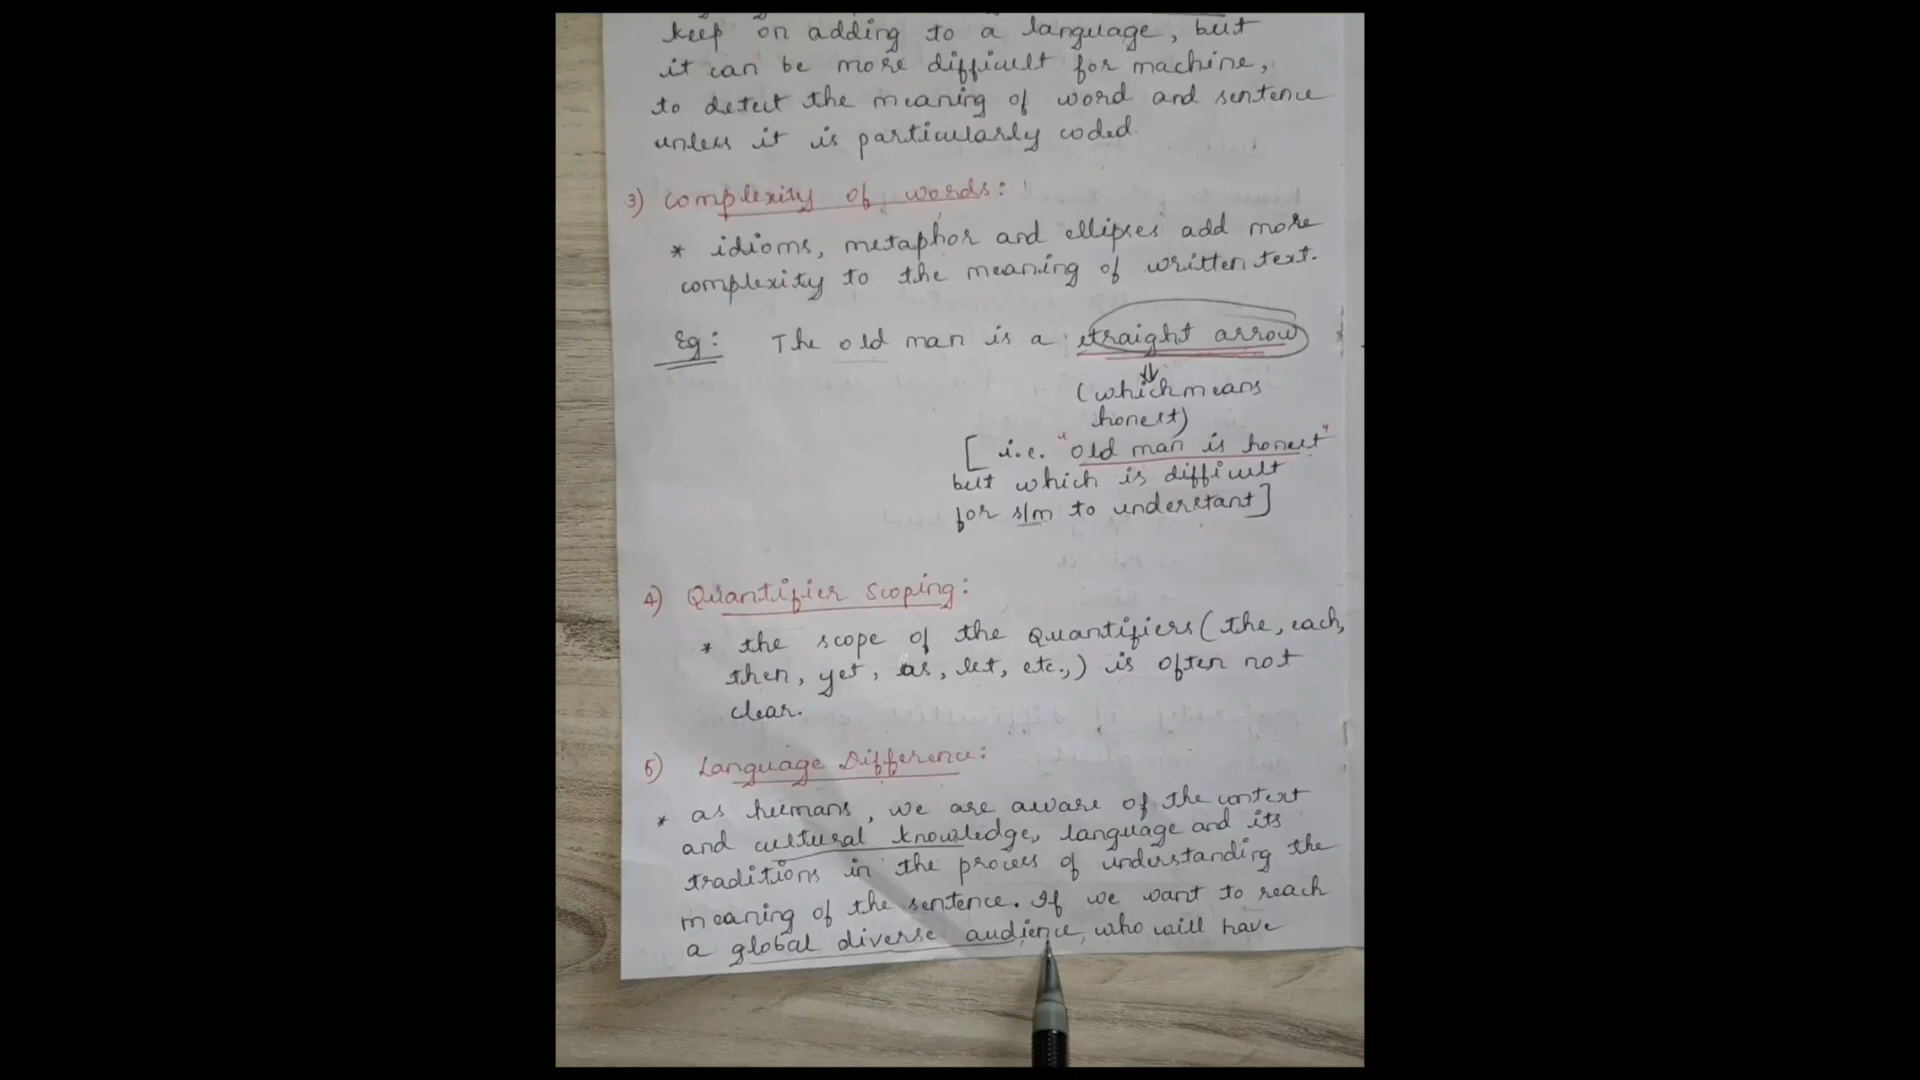 keep on adding to a language, but
it can be more difficult for machine,
to detect the meaning of word and sentence
unless it is particularly coded.
3) Complexity of words:
* idioms, metaphor and ellipses add more
complexity to the meaning of written text.
Eg: The old man is a straight arrow
(which means
honest)
[i.e. "old man is honest"
but which is difficult
for s/m to understant]
4) Quantifier Scoping:
* the scope of the Quantifiers (the, each,
then, yet, as, let, etc.,) is often not
clear.
5) Language Difference:
* as humans, we are aware of the context
and cultural knowledge, language and its
traditions in the process of understanding the
meaning of the sentence. If we want to reach
a global diverse audience, who will have